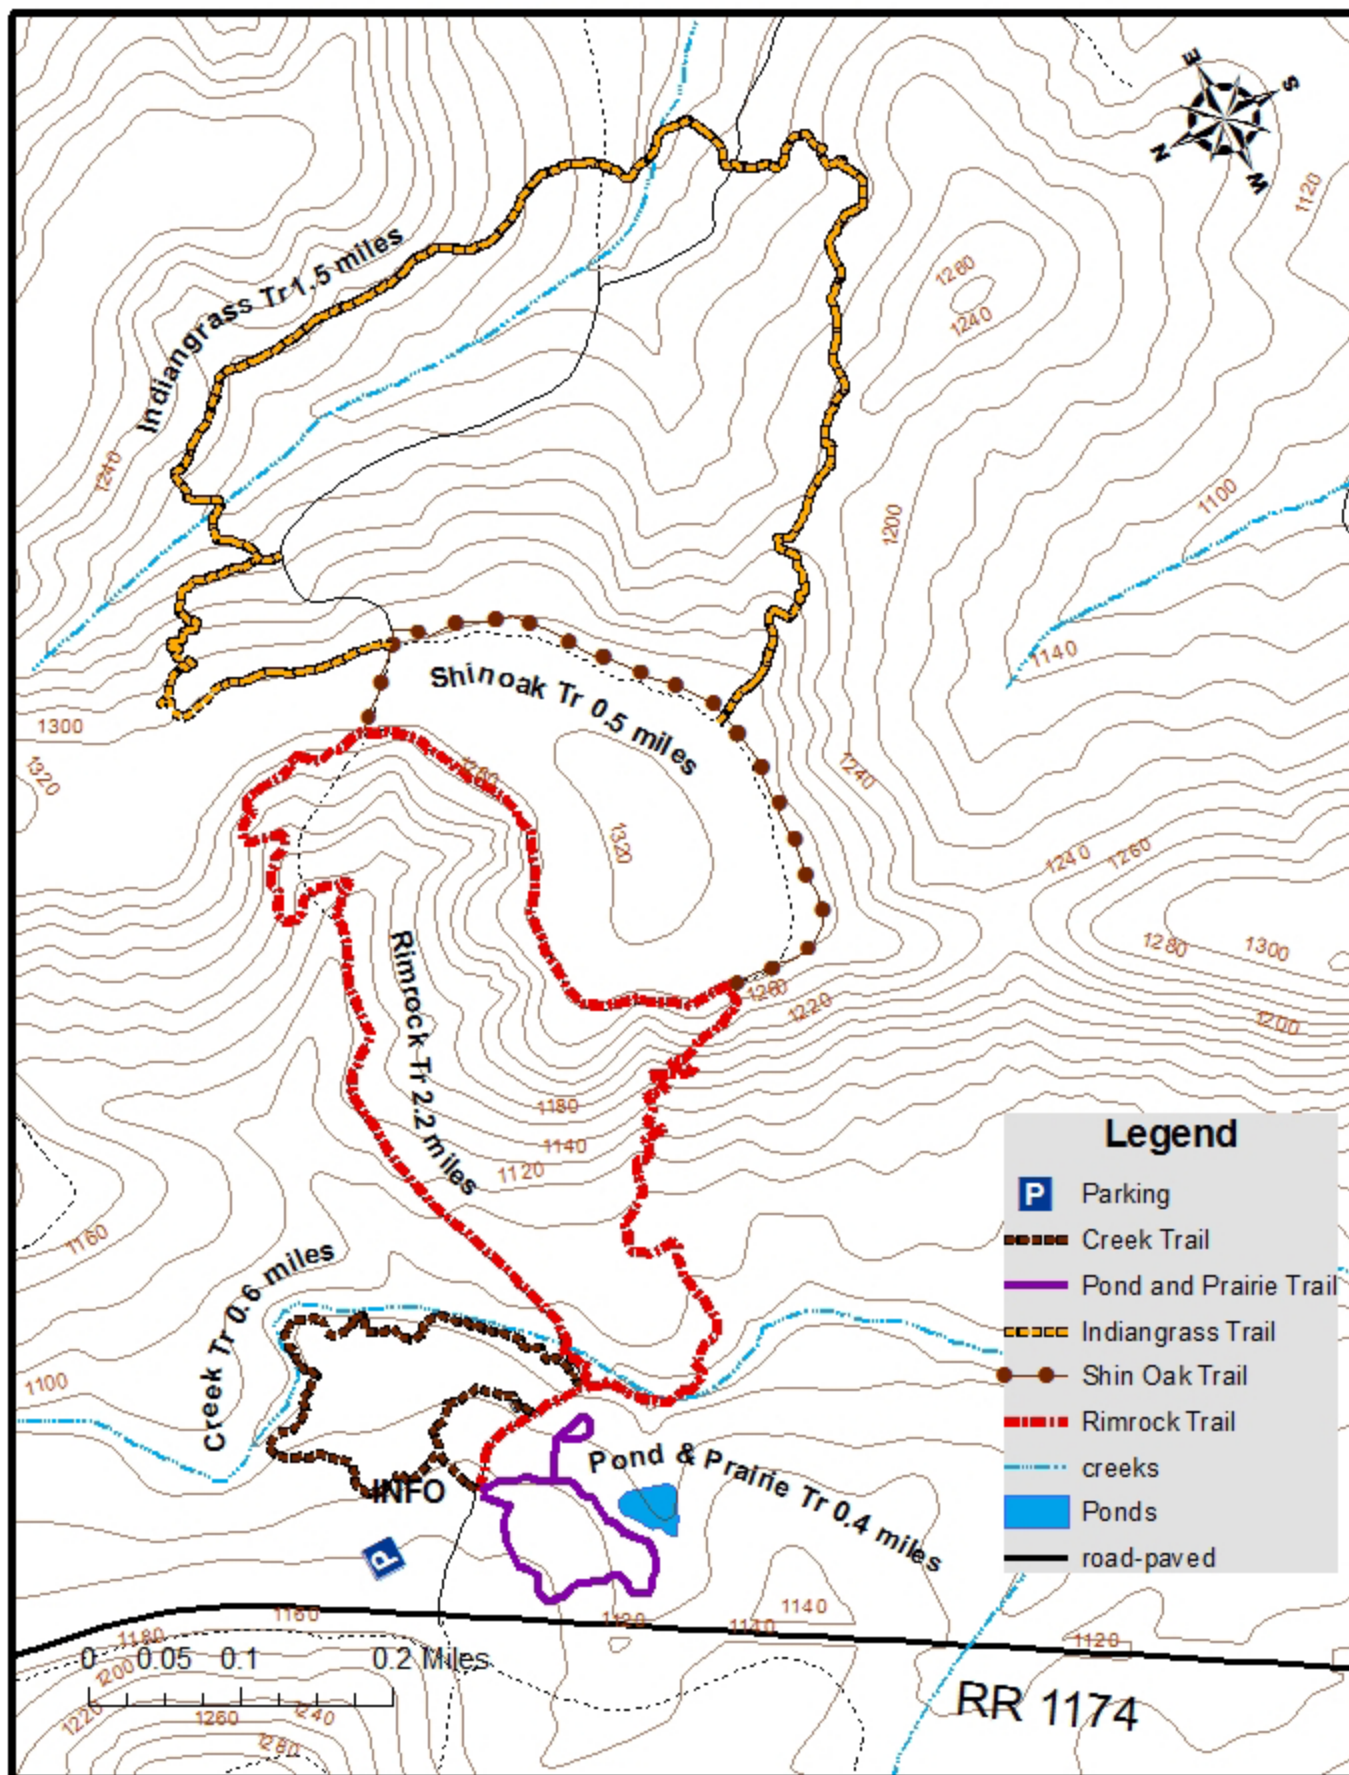 E
S
N
W
1120
1260
1240
Indiangrass Tr 1.5 miles
1240
1200
1100
1140
Shinoak Tr 0.5 miles
1300
1320
1280
1240
1320
1240
1260
1280
1300
1260
1220
1200
Rimrock Tr 2.2 miles
1180
1140
1120
1160
Creek Tr 0.6 miles
1100
INFO
P
Pond & Prairie Tr 0.4 miles
Legend
P Parking
Creek Trail
Pond and Prairie Trail
Indiangrass Trail
Shin Oak Trail
Rimrock Trail
creeks
Ponds
road-paved
1160
1180
1120
1140
1140
1120
0 0.05 0.1 0.2 Miles
1200
1220
1260
1240
1280
RR 1174